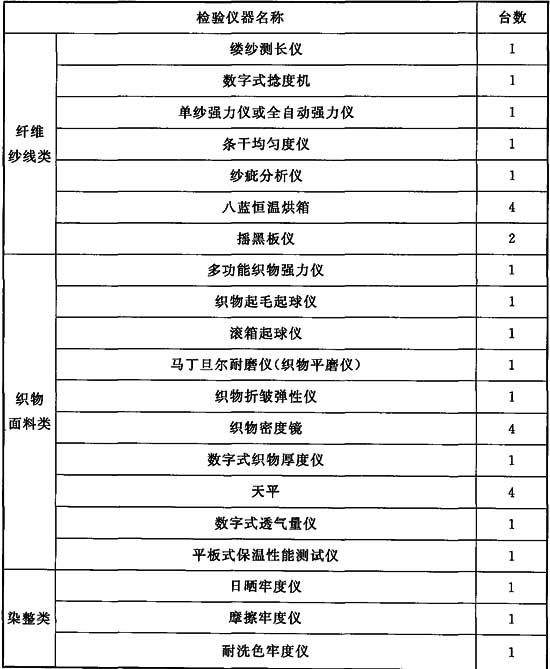 检验仪器名称 台数
纤维
纱线类
缕纱测长仪 1
数字式捻度机 1
单纱强力仪或全自动强力仪 1
条干均匀度仪 1
纱疵分析仪 1
八蓝恒温烘箱 4
摇黑板仪 2
织物
面料类
多功能织物强力仪 1
织物起毛起球仪 1
滚箱起球仪 1
马丁旦尔耐磨仪(织物平磨仪) 1
织物折皱弹性仪 1
织物密度镜 4
数字式织物厚度仪 1
天平 4
数字式透气量仪 1
平板式保温性能测试仪 1
染整类
日晒牢度仪 1
摩擦牢度仪 1
耐洗色牢度仪 1